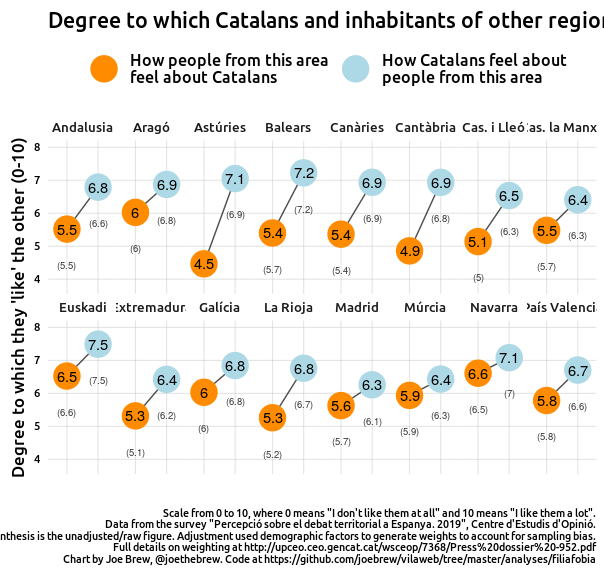 Degree to which Catalans and inhabitants of other
How people from this area
feel about Catalans
How Catalans feel about
people from this area
Degree to which they 'like' the other (0-10)
Andalusia Aragó Astúries Balears Canàries Cantàbria Cas. i Lleó as. la Manx
8
7
6
5
4
5.5 6.8 (6.6) (5.5)
6 6.9 (6.8) (6)
4.5 7.1 (6.9)
5.4 7.2 (7.2) (5.7)
5.4 6.9 (6.9) (5.4)
4.9 6.9 (6.8)
5.1 6.5 (6.3) (5)
5.5 6.4 (6.3) (5.7)
Euskadi Extremadura Galícia La Rioja Madrid Múrcia Navarra País Valencià
8
7
6
5
4
6.5 7.5 (7.5) (6.6)
5.3 6.4 (6.2) (5.1)
6 6.8 (6.8) (6)
5.3 6.8 (6.7) (5.2)
5.6 6.3 (6.1) (5.7)
5.9 6.4 (6.3) (5.9)
6.6 7.1 (7) (6.5)
5.8 6.7 (6.6) (5.8)
Scale from 0 to 10, where 0 means "I don't like them at all" and 10 means "I like them a lot".
Data from the survey "Percepció sobre el debat territorial a Espanya. 2019", Centre d'Estudis d'Opinió.
nthesis is the unadjusted/raw figure. Adjustment used demographic factors to generate weights to account for sampling bias.
Full details on weighting at http://upceo.ceo.gencat.cat/wsceop/7368/Press%20dossier%20-952.pdf
Chart by Joe Brew, @joethebrew. Code at https://github.com/joebrew/vilaweb/tree/master/analyses/filiafobia